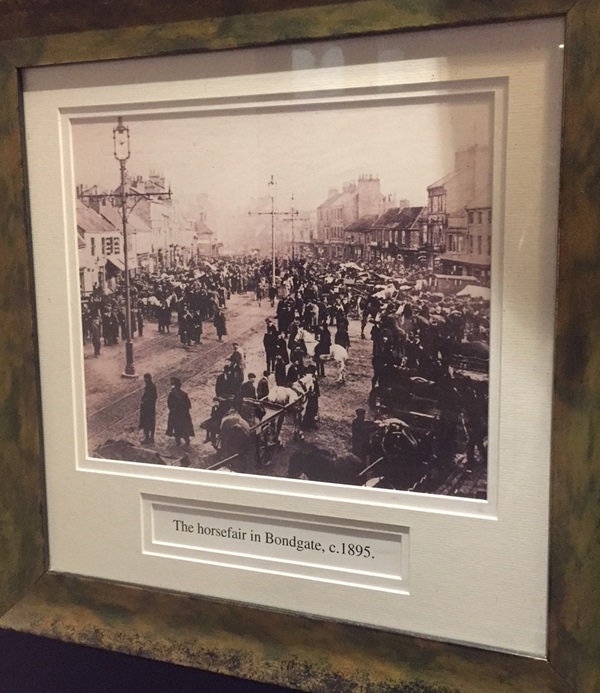 The horsefair in Bondgate, c.1895.